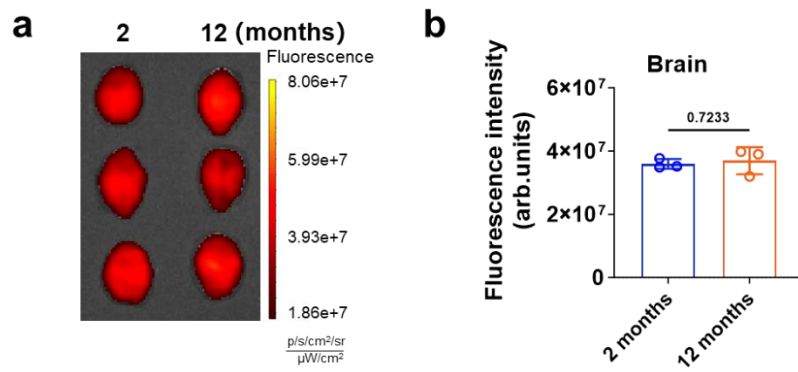 a
2 12 (months)
Fluorescence
8.06e+7
5.99e+7
3.93e+7
1.86e+7
p/s/cm²/sr
µW/cm²
b
Brain
Fluorescence intensity
(arb.units)
6×10⁷
4×10⁷
2×10⁷
0
0.7233
2 months
12 months